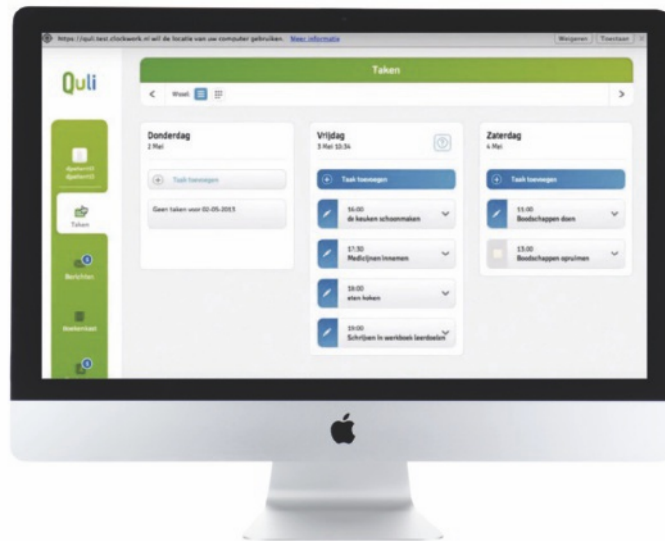 https://quli.test.clockwork.nl wil de locatie van uw computer gebruiken. Meer informatie
Weigeren Toestaan
Quli
Taken
Wissel
Donderdag
2 Mei
Taak toevoegen
Geen taken voor 02-05-2013
Vrijdag
3 Mei 10:34
Taak toevoegen
16:00
de keuken schoonmaken
17:30
Medicijnen innemen
18:00
eten koken
19:00
Schrijven in werkboek leerdoelen
Zaterdag
4 Mei
Taak toevoegen
11:00
Boodschappen doen
13:00
Boodschappen opruimen
Taken
Berichten
Boekenkast